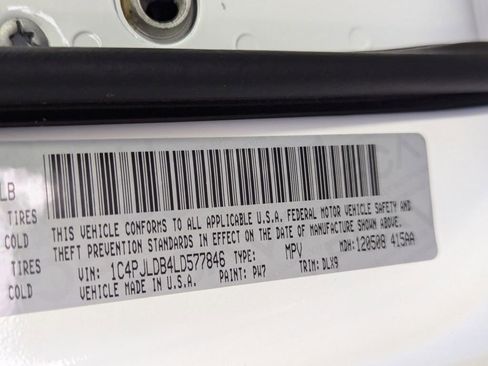 LB
TIRES
COLD
TIRES
COLD
THIS VEHICLE CONFORMS TO ALL APPLICABLE U.S.A. FEDERAL MOTOR VEHICLE SAFETY AND
THEFT PREVENTION STANDARDS IN EFFECT ON THE DATE OF MANUFACTURE SHOWN ABOVE.
VIN: 1C4PJLDB4LD577846 TYPE: MPV MDH: 120508 415AA
VEHICLE MADE IN U.S.A. PAINT: PW7 TRIM: DLX9